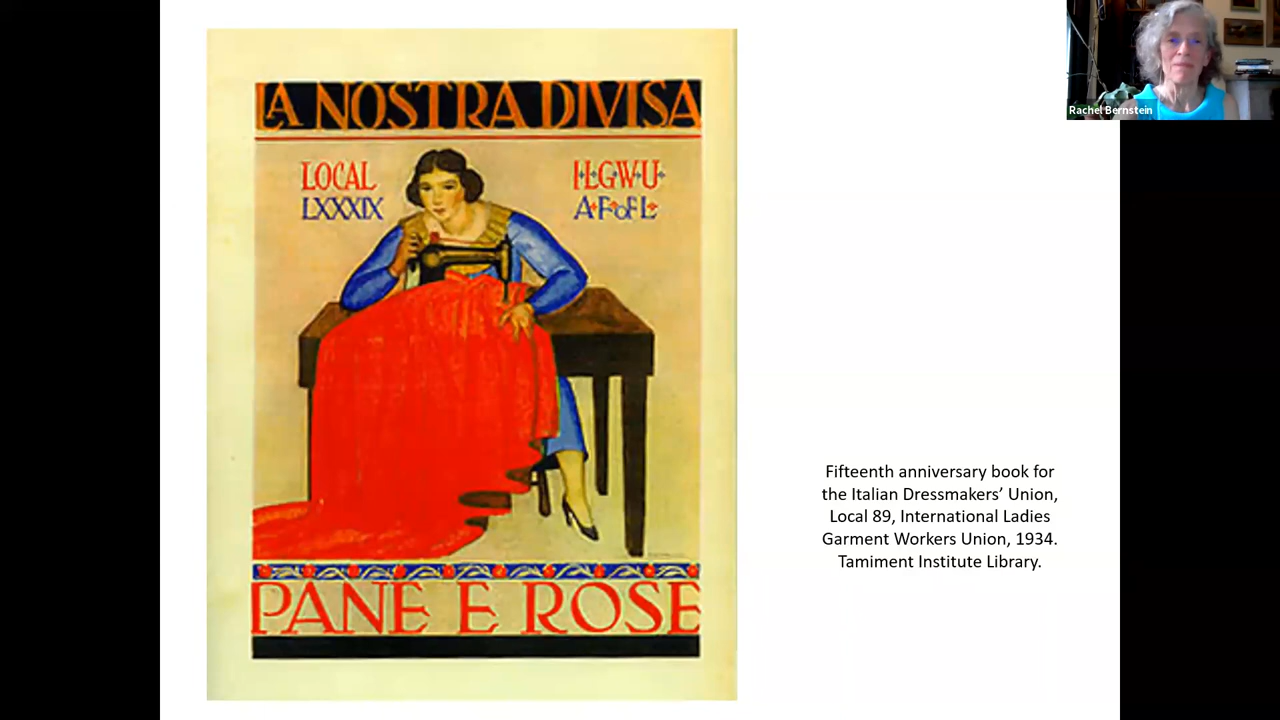 LA NOSTRA DIVISA
LOCAL
LXXXIX
I·L·G·W·U·
A·F·of·L·
PANE E ROSE
Rachel Bernstein
Fifteenth anniversary book for
the Italian Dressmakers’ Union,
Local 89, International Ladies
Garment Workers Union, 1934.
Tamiment Institute Library.